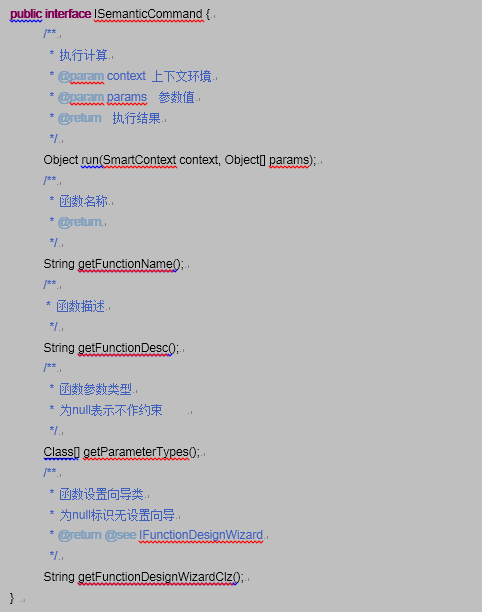 public interface ISemanticCommand {
/**
* 执行计算
* @param context 上下文环境
* @param params 参数值
* @return 执行结果
*/
Object run(SmartContext context, Object[] params);
/**
* 函数名称
* @return
*/
String getFunctionName();
/**
* 函数描述
*/
String getFunctionDesc();
/**
* 函数参数类型
* 为null表示不作约束
*/
Class[] getParameterTypes();
/**
* 函数设置向导类
* 为null标识无设置向导
* @return @see IFunctionDesignWizard
*/
String getFunctionDesignWizardClz();
}